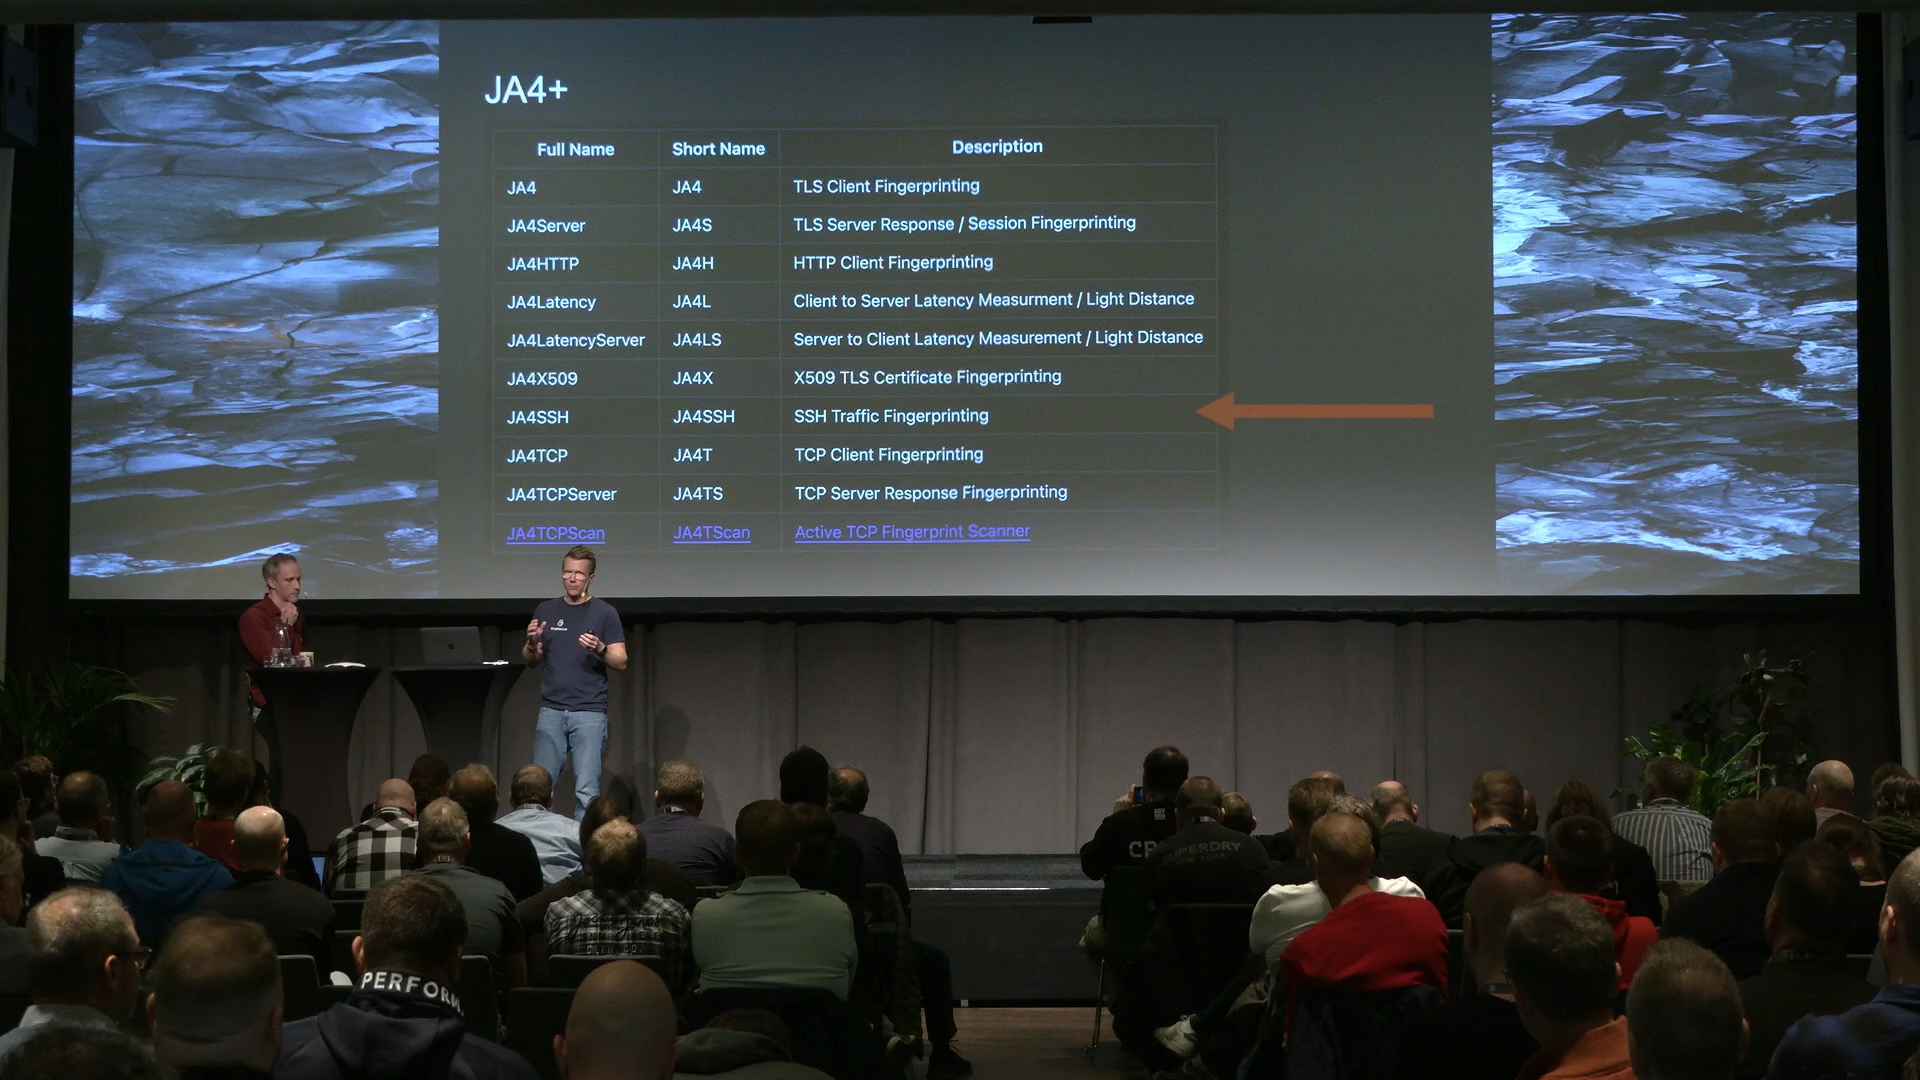 JA4+
Full Name Short Name Description
JA4 JA4 TLS Client Fingerprinting
JA4Server JA4S TLS Server Response / Session Fingerprinting
JA4HTTP JA4H HTTP Client Fingerprinting
JA4Latency JA4L Client to Server Latency Measurment / Light Distance
JA4LatencyServer JA4LS Server to Client Latency Measurement / Light Distance
JA4X509 JA4X X509 TLS Certificate Fingerprinting
JA4SSH JA4SSH SSH Traffic Fingerprinting
JA4TCP JA4T TCP Client Fingerprinting
JA4TCPServer JA4TS TCP Server Response Fingerprinting
JA4TCPScan JA4TScan Active TCP Fingerprint Scanner
SUPERDRY
NEW YORK
PERFORM